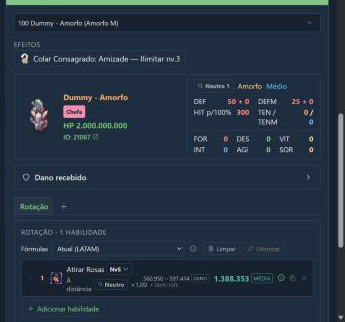 100 Dummy - Amorfo (Amorfo M)
EFEITOS
Colar Consagrado: Amizade — Ilimitar nv.3
Dummy - Amorfo
Chefe
HP 2.000.000.000
ID: 21067
Neutro 1 Amorfo Médio
DEF 50 + 0 DEFM 25 + 0
HIT p/100% 300 TEN / TENM 0 / 0
FOR 0 DES 0 VIT 0
INT 0 AGI 0 SOR 0
Dano recebido
Rotação +
ROTAÇÃO · 1 HABILIDADE
Fórmulas Atual (LATAM) Limpar Otimizar
1 Atirar Rosas Nv5
À distância Neutro ×1,00 • Sem crít.
560.950 – 597.414 DANO 1.388.353 MÉDIA
+ Adicionar habilidade